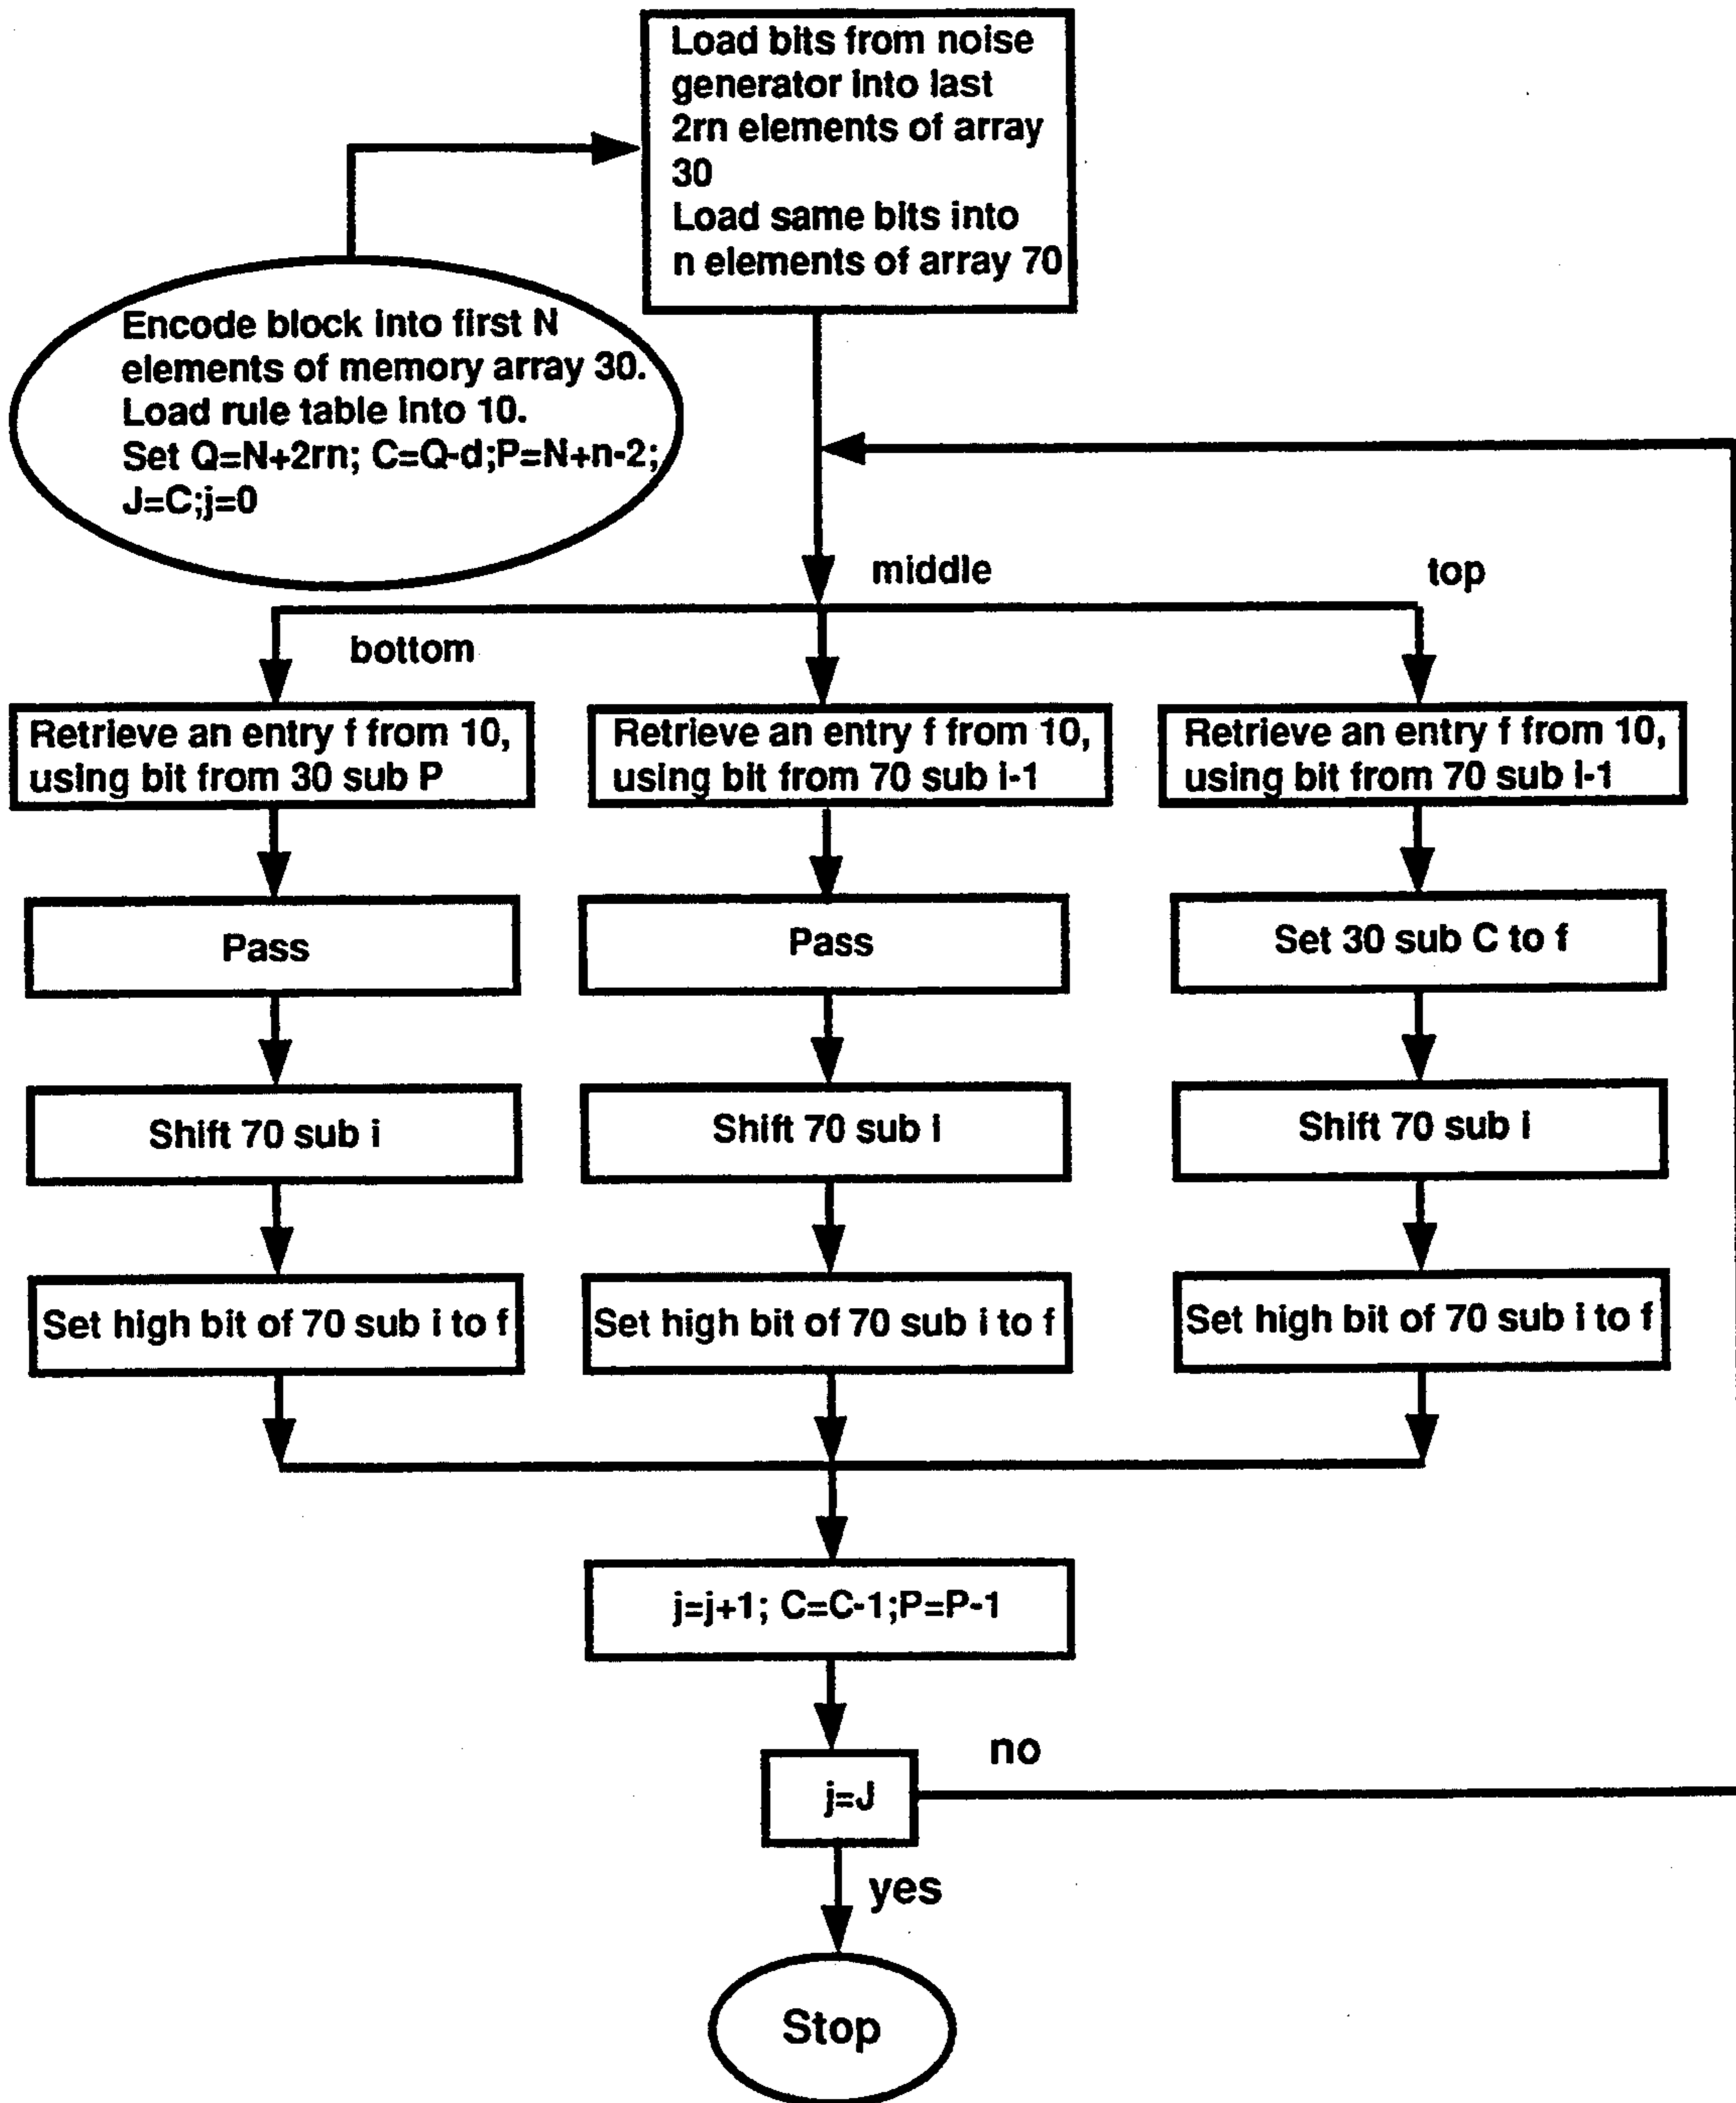 Load bits from noise
generator into last
2rn elements of array
30
Load same bits into
n elements of array 70
Encode block into first N
elements of memory array 30.
Load rule table into 10.
Set Q=N+2rn; C=Q-d;P=N+n-2;
J=C;j=0
middle
top
bottom
Retrieve an entry f from 10,
using bit from 30 sub P
Retrieve an entry f from 10,
using bit from 70 sub i-1
Retrieve an entry f from 10,
using bit from 70 sub i-1
Pass
Pass
Set 30 sub C to f
Shift 70 sub i
Shift 70 sub i
Shift 70 sub i
Set high bit of 70 sub i to f
Set high bit of 70 sub i to f
Set high bit of 70 sub i to f
j=j+1; C=C-1;P=P-1
j=J
no
yes
Stop